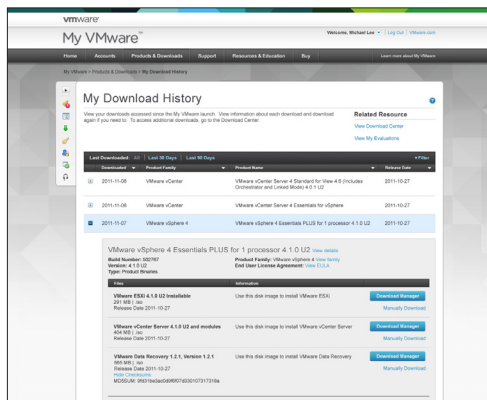 vmware
My VMware™
Welcome, Michael Lee | Log Out | VMware.com
Home Accounts Products & Downloads Support Resources & Education Buy Learn more about My VMware
My VMware > Products & Downloads > My Download History
My Download History
View your downloads accessed since the My VMware launch. View information about each download and download
again if you need to. To access additional downloads, go to the Download Center.
Related Resource
View Download Center
View My Evaluations
Last Downloaded: All | Last 30 Days | Last 90 Days +Filter
Downloaded Product Family Product Name Release Date
2011-11-08 VMware vCenter VMware vCenter Server 4 Standard for View 4.6 (includes 2011-10-27
Orchestrator and Linked Mode) 4.0.1 U2
2011-11-08 VMware vCenter VMware vCenter Server 4 Essentials for vSphere 2011-10-27
2011-11-07 VMware vSphere 4 VMware vSphere 4 Essentials PLUS for 1 processor 4.1.0 U2 2011-10-27
VMware vSphere 4 Essentials PLUS for 1 processor 4.1.0 U2 View details
Build Number: 502767 Product Family: VMware vSphere 4 View family
Version: 4.1.0 U2 End User License Agreement: View EULA
Type: Product Binaries
Files Information
VMware ESXi 4.1.0 U2 Installable Use this disk image to install VMware ESXi Download Manager
291 MB | .iso
Release Date 2011-10-27 Manually Download
VMware vCenter Server 4.1.0 U2 and modules Use this disk image to install VMware vCenter Server Download Manager
404 MB | .iso
Release Date 2011-10-27 Manually Download
VMware Data Recovery 1.2.1, Version 1.2.1 Use this disk image to install VMware Data Recovery Download Manager
565 MB | .iso
Release Date 2011-10-27 Manually Download
Hide Checksums
MD5SUM: